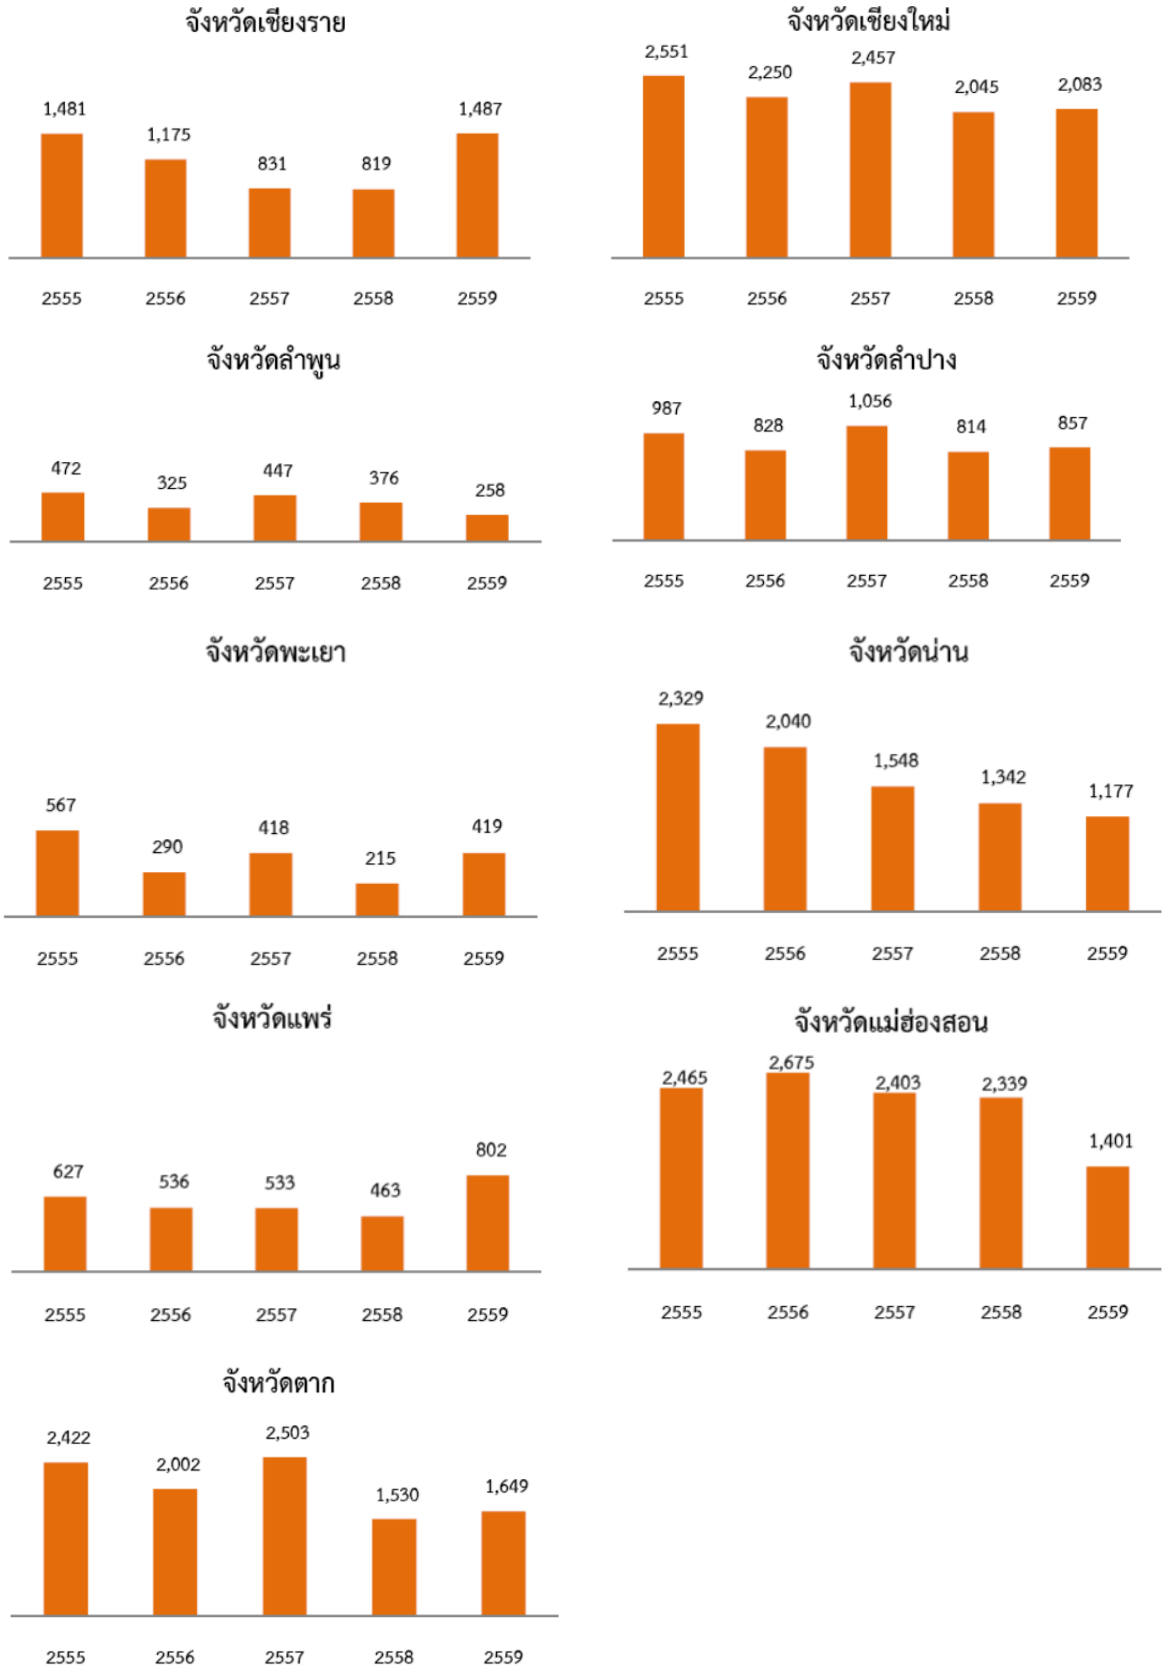 จังหวัดเชียงราย
1,481 1,175 831 819 1,487
2555 2556 2557 2558 2559
จังหวัดเชียงใหม่
2,551 2,250 2,457 2,045 2,083
2555 2556 2557 2558 2559
จังหวัดลำพูน
472 325 447 376 258
2555 2556 2557 2558 2559
จังหวัดลำปาง
987 828 1,056 814 857
2555 2556 2557 2558 2559
จังหวัดพะเยา
567 290 418 215 419
2555 2556 2557 2558 2559
จังหวัดน่าน
2,329 2,040 1,548 1,342 1,177
2555 2556 2557 2558 2559
จังหวัดแพร่
627 536 533 463 802
2555 2556 2557 2558 2559
จังหวัดแม่ฮ่องสอน
2,465 2,675 2,403 2,339 1,401
2555 2556 2557 2558 2559
จังหวัดตาก
2,422 2,002 2,503 1,530 1,649
2555 2556 2557 2558 2559